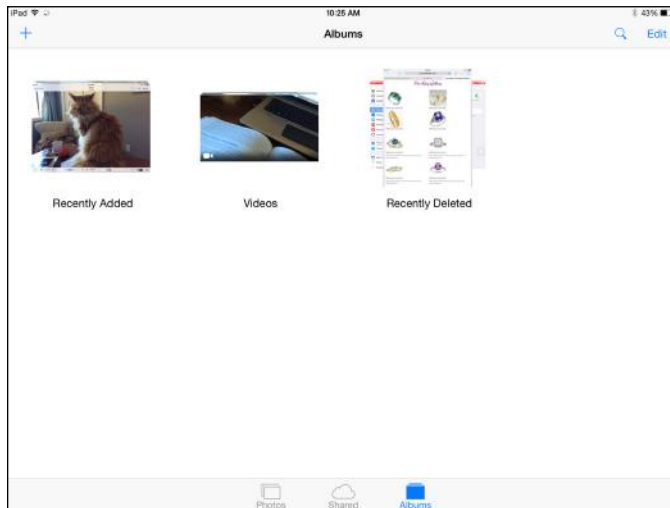 iPad
10:25 AM
43%
Albums
Edit
Recently Added
Videos
Recently Deleted
Photos
Shared
Albums